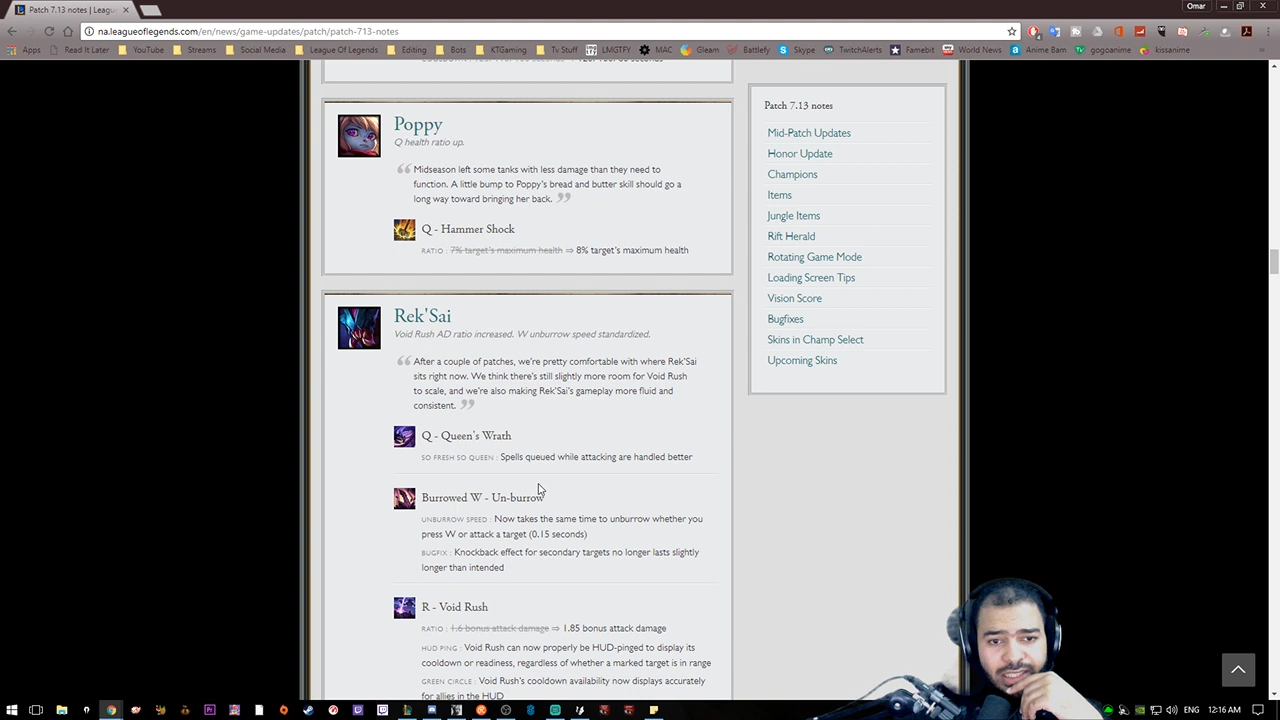 Patch 7.13 notes | Leagu
Omar
na.leagueoflegends.com/en/news/game-updates/patch/patch-713-notes
Apps Read It Later YouTube Streams Social Media League Of Legends Editing Bots KTGaming Tv Stuff LMGTFY MAC Gleam Battlefy Skype TwitchAlerts Famebit World News Anime Bam gogoanime kissanime
Poppy
Q health ratio up.
Midseason left some tanks with less damage than they need to
function. A little bump to Poppy's bread and butter skill should go a
long way toward bringing her back.
Q - Hammer Shock
RATIO : 7% target's maximum health ⇒ 8% target's maximum health
Rek'Sai
Void Rush AD ratio increased. W unburrow speed standardized.
After a couple of patches, we're pretty comfortable with where Rek'Sai
sits right now. We think there's still slightly more room for Void Rush
to scale, and we're also making Rek'Sai's gameplay more fluid and
consistent.
Q - Queen's Wrath
SO FRESH SO QUEEN : Spells queued while attacking are handled better
Burrowed W - Un-burrow
UNBURROW SPEED : Now takes the same time to unburrow whether you
press W or attack a target (0.15 seconds)
BUGFIX : Knockback effect for secondary targets no longer lasts slightly
longer than intended
R - Void Rush
RATIO : 1.6 bonus attack damage ⇒ 1.85 bonus attack damage
HUD PING : Void Rush can now properly be HUD-pinged to display its
cooldown or readiness, regardless of whether a marked target is in range
GREEN CIRCLE : Void Rush's cooldown availability now displays accurately
for allies in the HUD
Patch 7.13 notes
Mid-Patch Updates
Honor Update
Champions
Items
Jungle Items
Rift Herald
Rotating Game Mode
Loading Screen Tips
Vision Score
Bugfixes
Skins in Champ Select
Upcoming Skins
ENG 12:16 AM